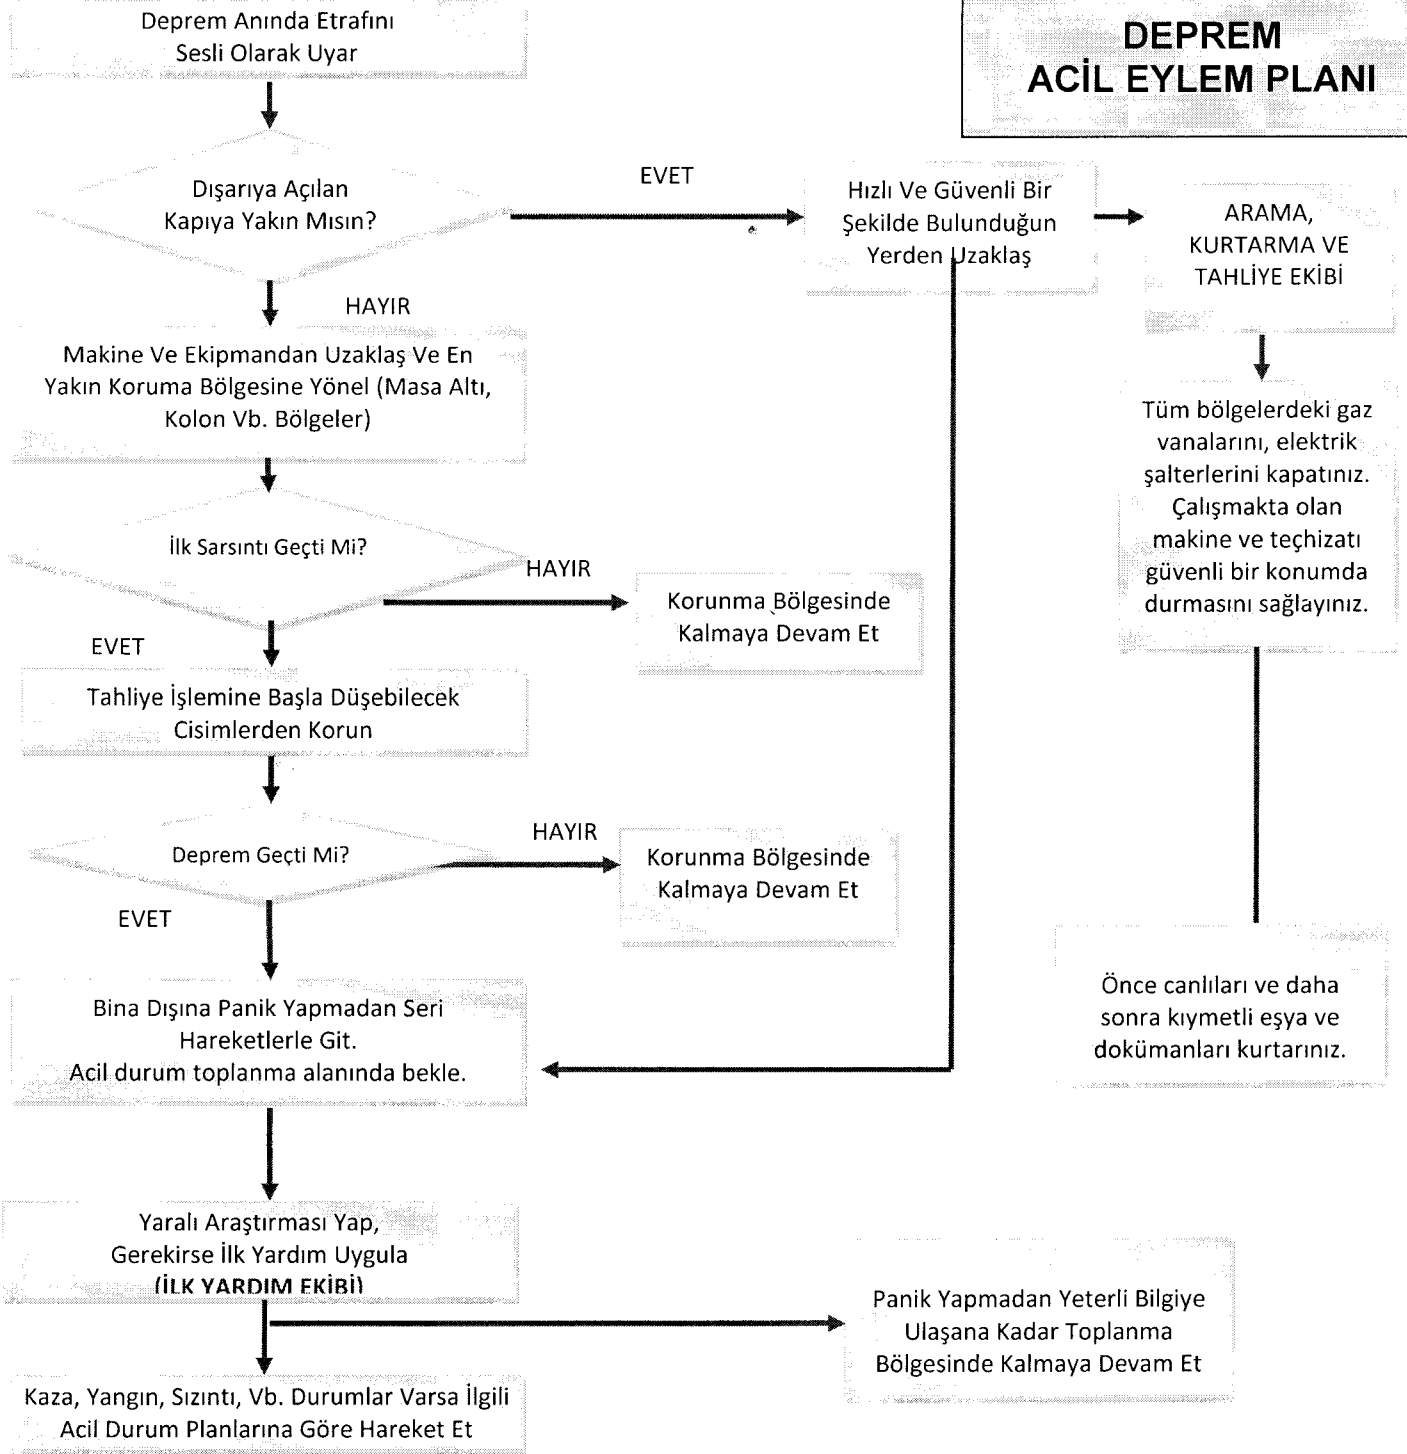 DEPREM
ACİL EYLEM PLANI
Deprem Anında Etrafını
Sesli Olarak Uyar
Dışarıya Açılan
Kapıya Yakın Mısın?
EVET
Hızlı Ve Güvenli Bir
Şekilde Bulunduğun
Yerden Uzaklaş
ARAMA,
KURTARMA VE
TAHLİYE EKİBİ
HAYIR
Makine Ve Ekipmandan Uzaklaş Ve En
Yakın Koruma Bölgesine Yönel (Masa Altı,
Kolon Vb. Bölgeler)
Tüm bölgelerdeki gaz
vanalarını, elektrik
şalterlerini kapatınız.
Çalışmakta olan
makine ve teçhizatı
güvenli bir konumda
durmasını sağlayınız.
İlk Sarsıntı Geçti Mi?
HAYIR
Korunma Bölgesinde
Kalmaya Devam Et
EVET
Tahliye İşlemine Başla Düşebilecek
Cisimlerden Korun
Deprem Geçti Mi?
HAYIR
Korunma Bölgesinde
Kalmaya Devam Et
EVET
Bina Dışına Panik Yapmadan Seri
Hareketlerle Git.
Acil durum toplanma alanında bekle.
Önce canlıları ve daha
sonra kıymetli eşya ve
dokümanları kurtarınız.
Yaralı Araştırması Yap,
Gerekirse İlk Yardım Uygula
(İLK YARDIM EKİBİ)
Panik Yapmadan Yeterli Bilgiye
Ulaşana Kadar Toplanma
Bölgesinde Kalmaya Devam Et
Kaza, Yangın, Sızıntı, Vb. Durumlar Varsa İlgili
Acil Durum Planlarına Göre Hareket Et